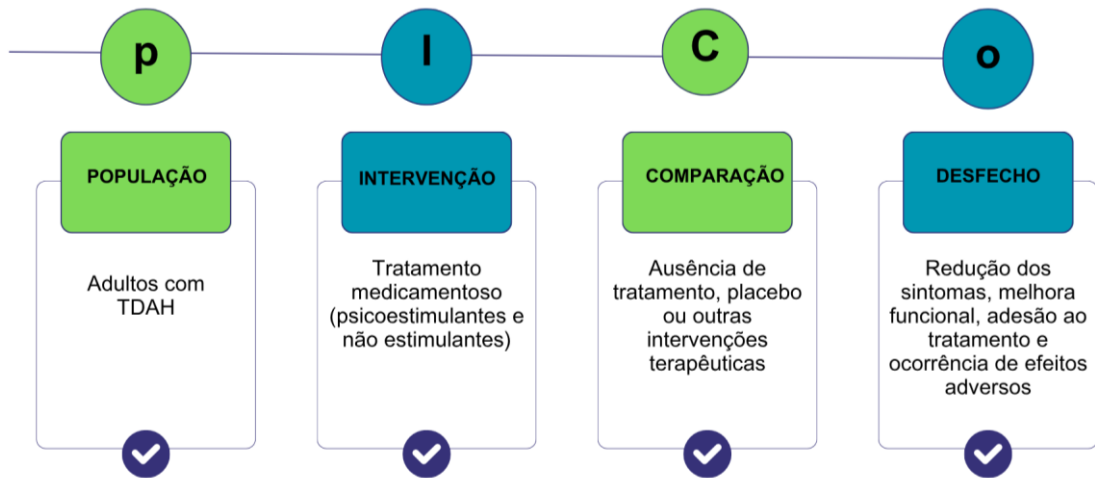 p
I
C
o
POPULAÇÃO
Adultos com
TDAH
INTERVENÇÃO
Tratamento
medicamentoso
(psicoestimulantes e
não estimulantes)
COMPARAÇÃO
Ausência de
tratamento, placebo
ou outras
intervenções
terapêuticas
DESFECHO
Redução dos
sintomas, melhora
funcional, adesão ao
tratamento e
ocorrência de efeitos
adversos